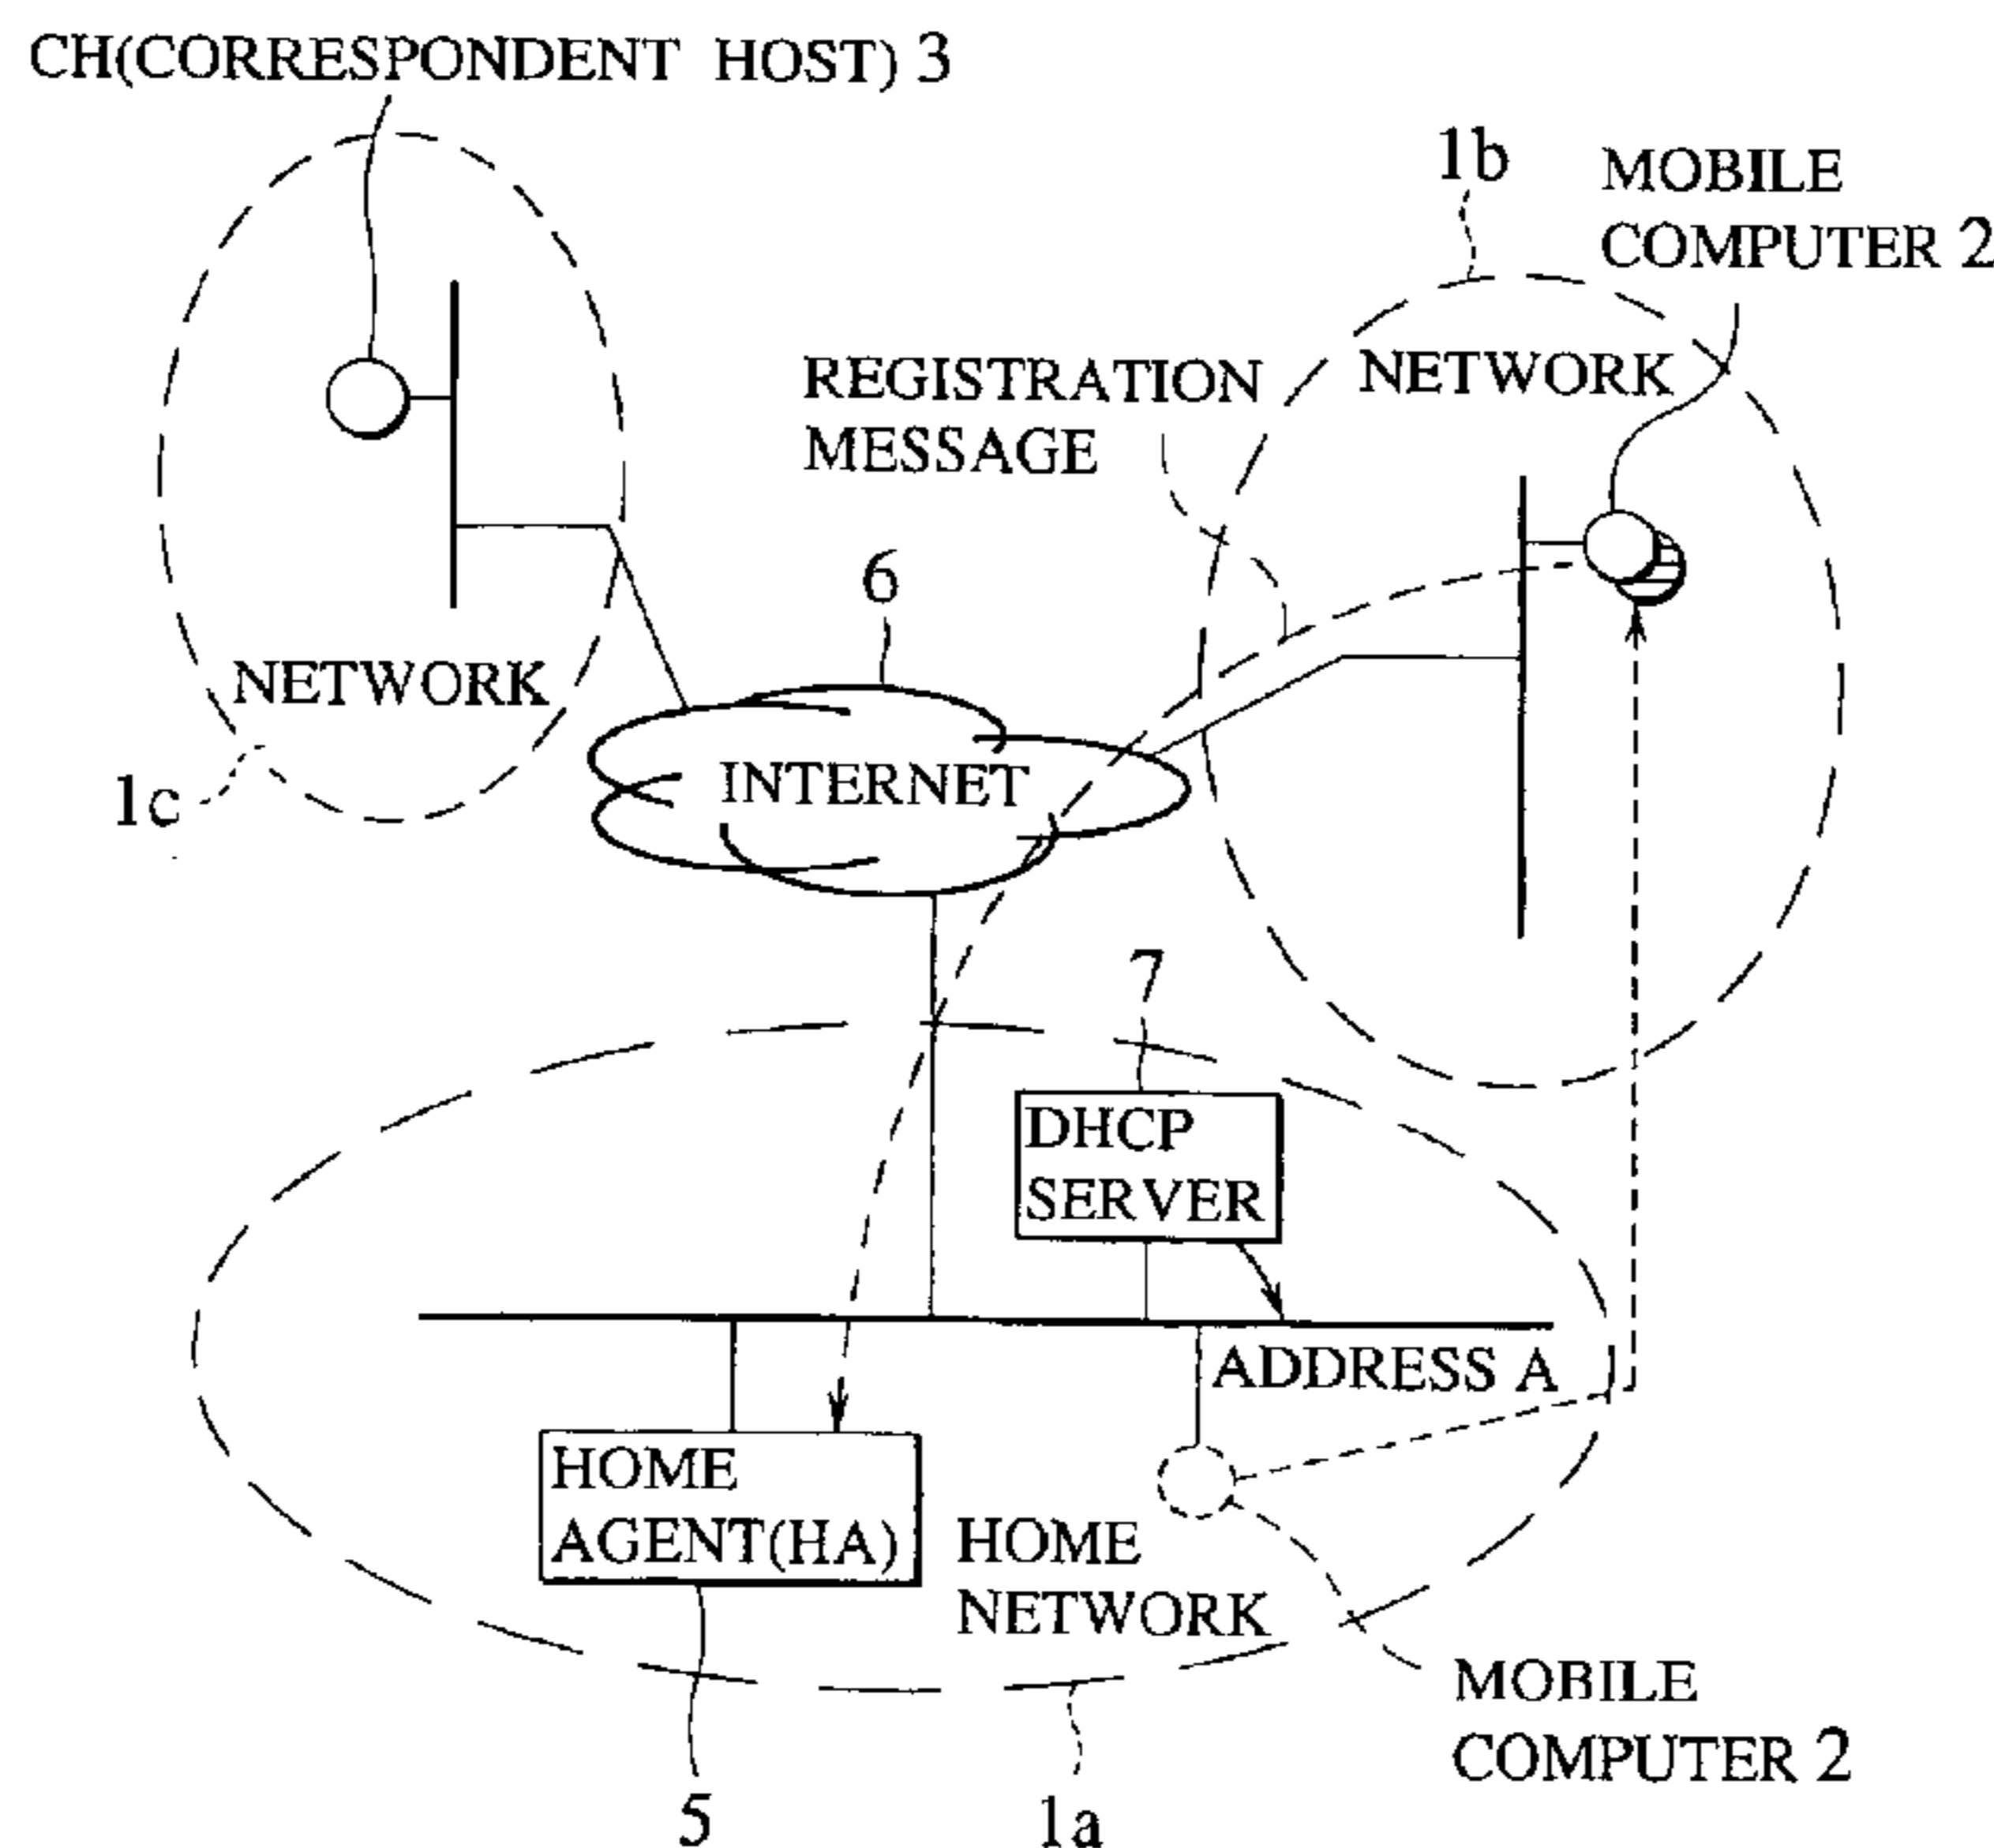 CH(CORRESPONDENT HOST) 3
1b
MOBILE
COMPUTER 2
REGISTRATION
MESSAGE
NETWORK
6
NETWORK
INTERNET
1c
7
DHCP
SERVER
ADDRESS A
HOME
AGENT(HA)
HOME
NETWORK
MOBILE
COMPUTER 2
5
1a